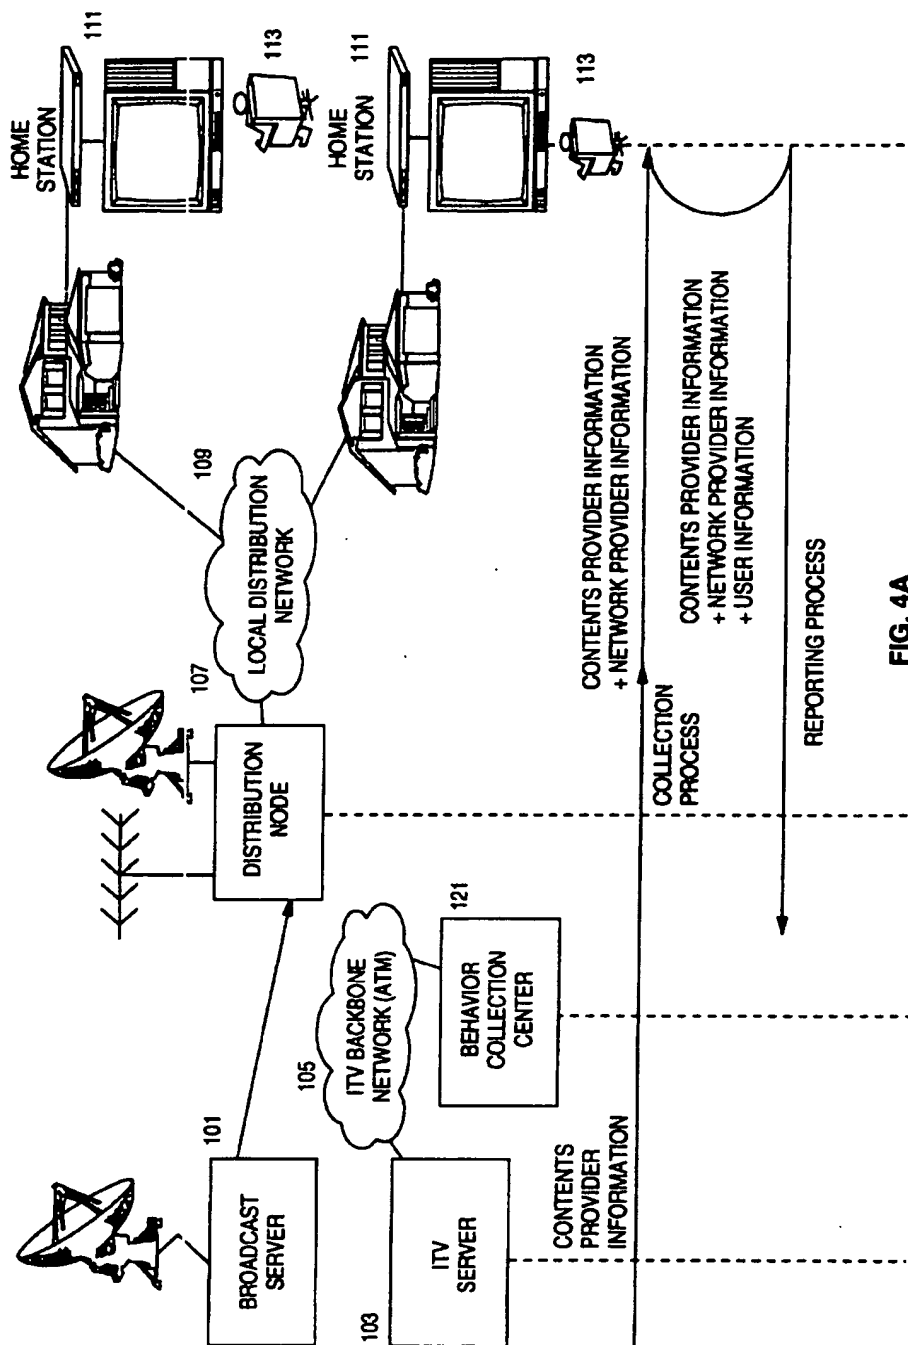 HOME
STATION
111
113
HOME
STATION
111
113
109
LOCAL DISTRIBUTION
NETWORK
107
DISTRIBUTION
NODE
101
BROADCAST
SERVER
105
ITV BACKBONE
NETWORK (ATM)
121
BEHAVIOR
COLLECTION
CENTER
103
ITV
SERVER
CONTENTS
PROVIDER
INFORMATION
COLLECTION
PROCESS
CONTENTS PROVIDER INFORMATION
+ NETWORK PROVIDER INFORMATION
CONTENTS PROVIDER INFORMATION
+ NETWORK PROVIDER INFORMATION
+ USER INFORMATION
REPORTING PROCESS
FIG. 4A